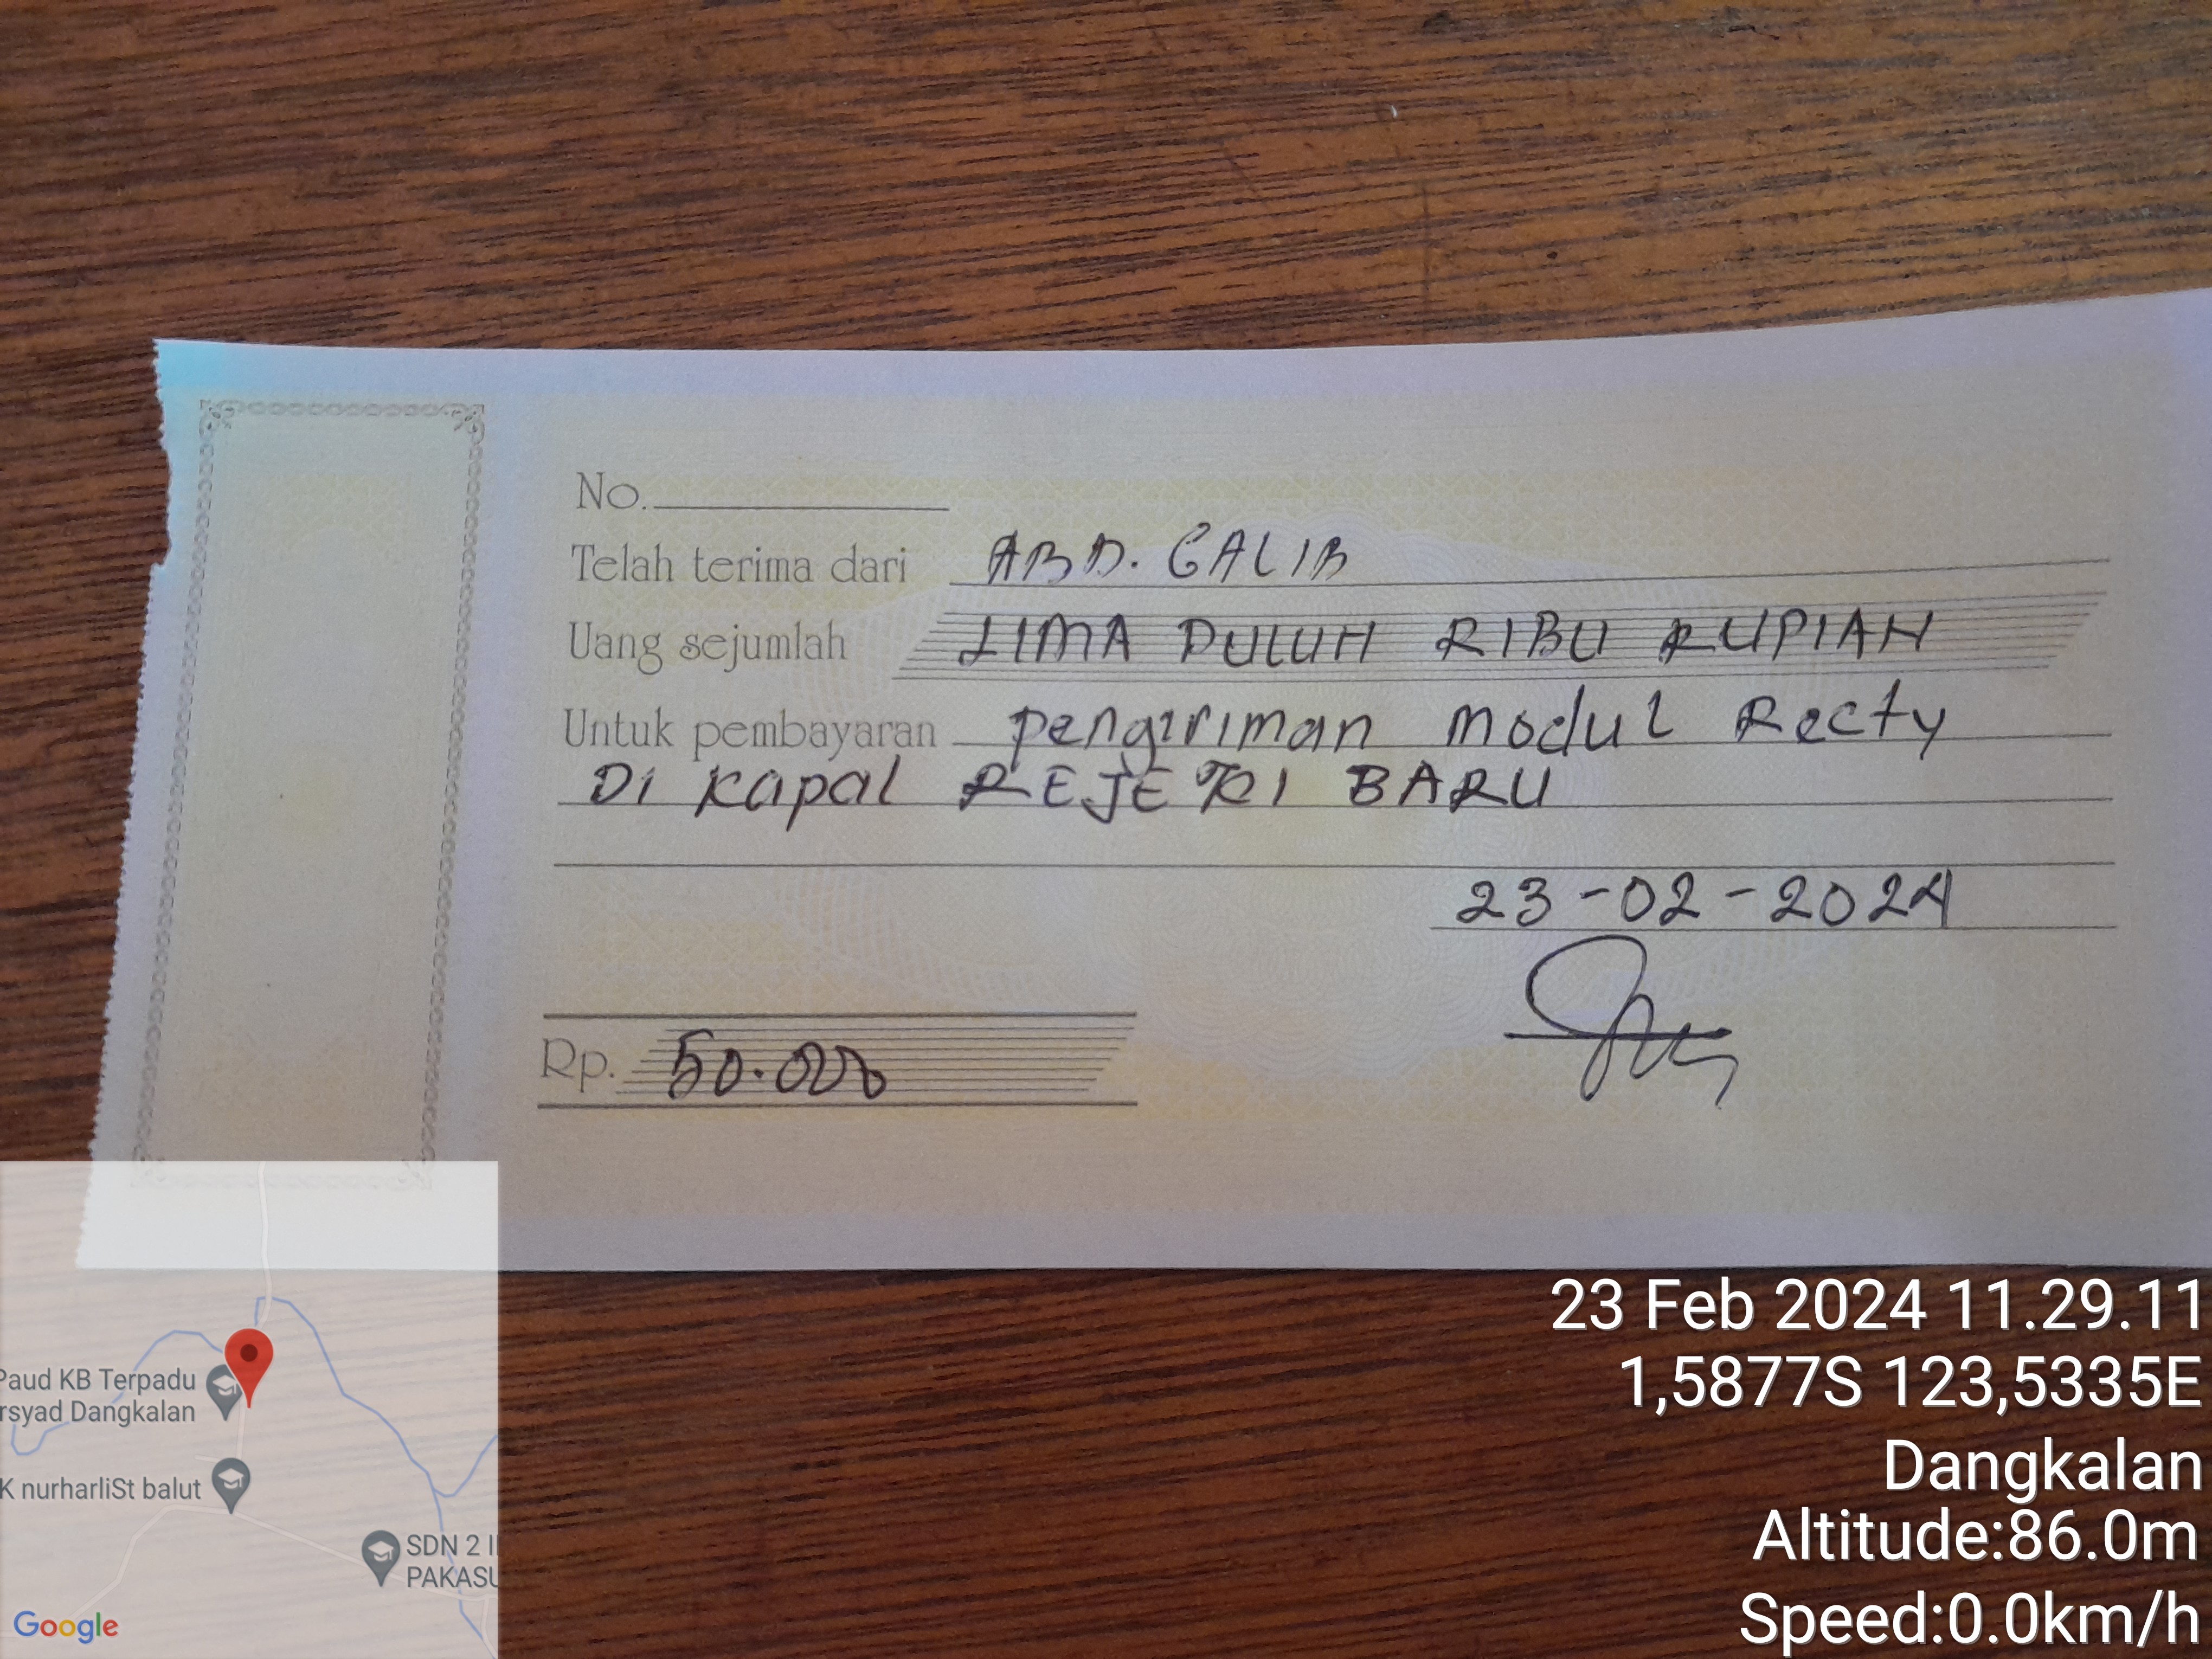 No.
Telah terima dari ABD. GALIB
Uang sejumlah LIMA PULUH RIBU RUPIAH
Untuk pembayaran pengiriman modul Recty
Di Kapal REJEKI BARU
23-02-2024
Rp. 50.000
Paud KB Terpadu
rsyad Dangkalan
K nurharliSt balut
SDN 2 I
PAKASU
Google
23 Feb 2024 11.29.11
1,5877S 123,5335E
Dangkalan
Altitude:86.0m
Speed:0.0km/h